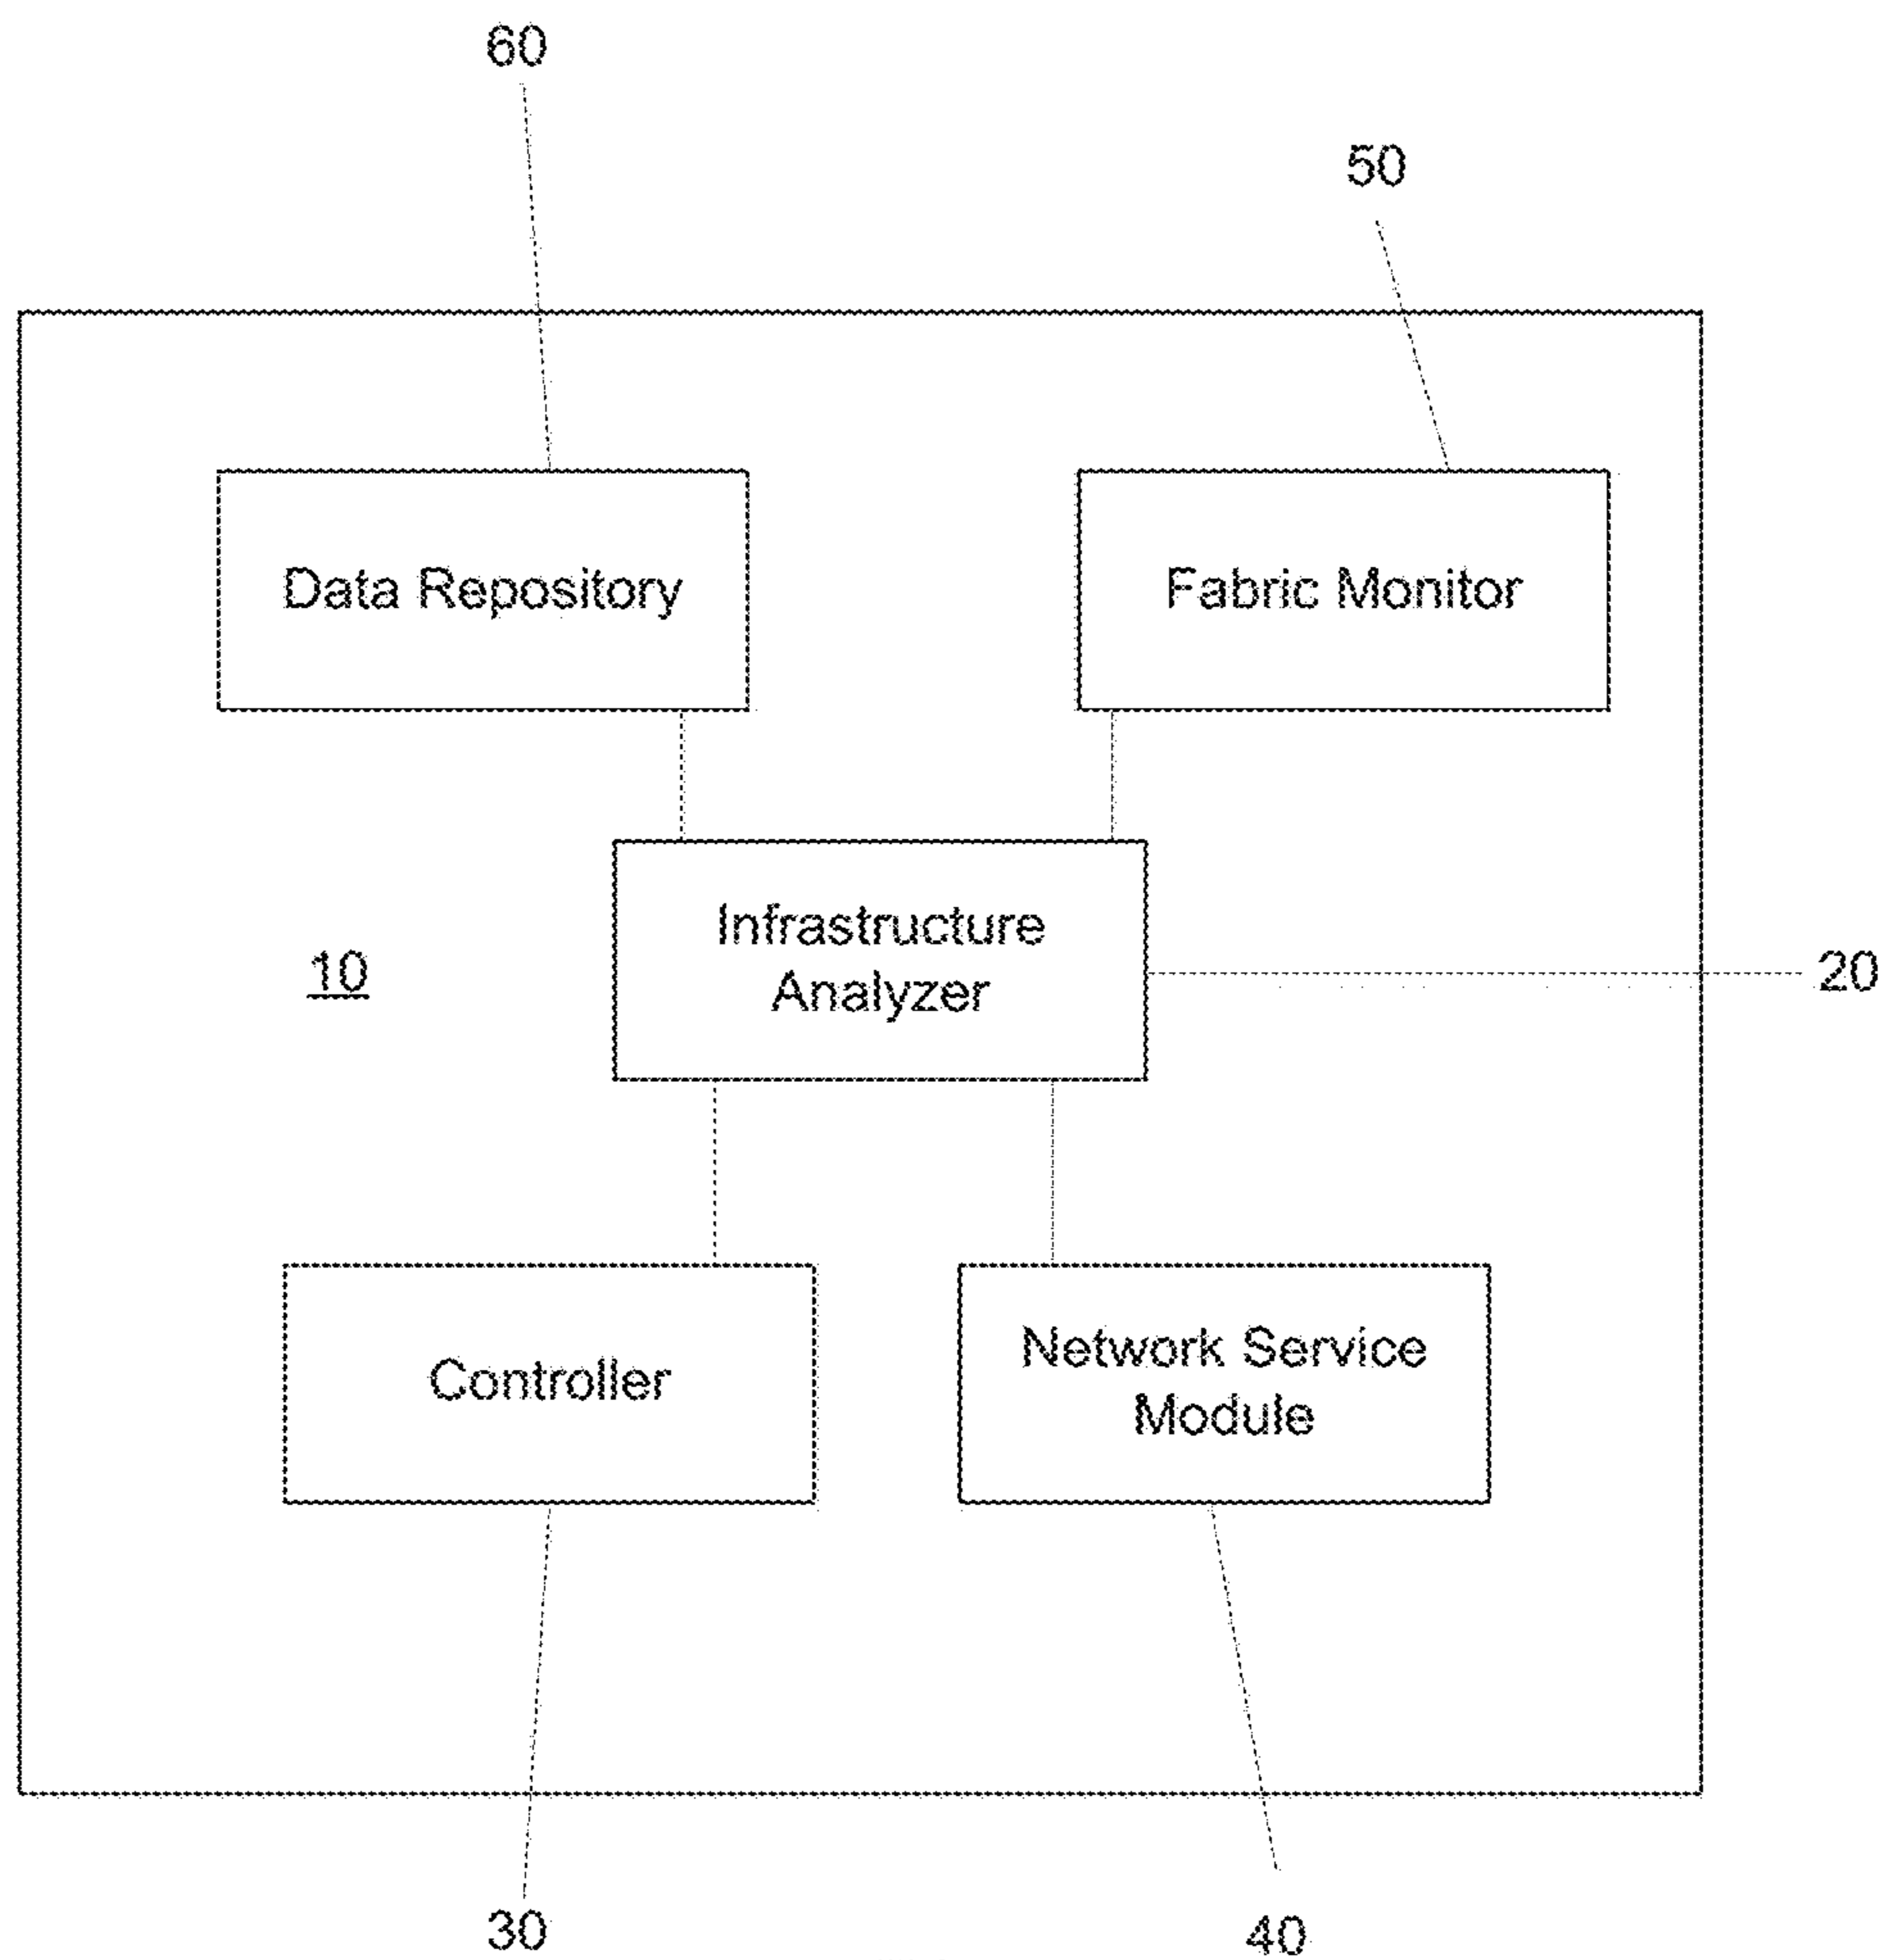 60
50
Data Repository
Fabric Monitor
Infrastructure
Analyzer
10
20
Controller
Network Service
Module
30
40